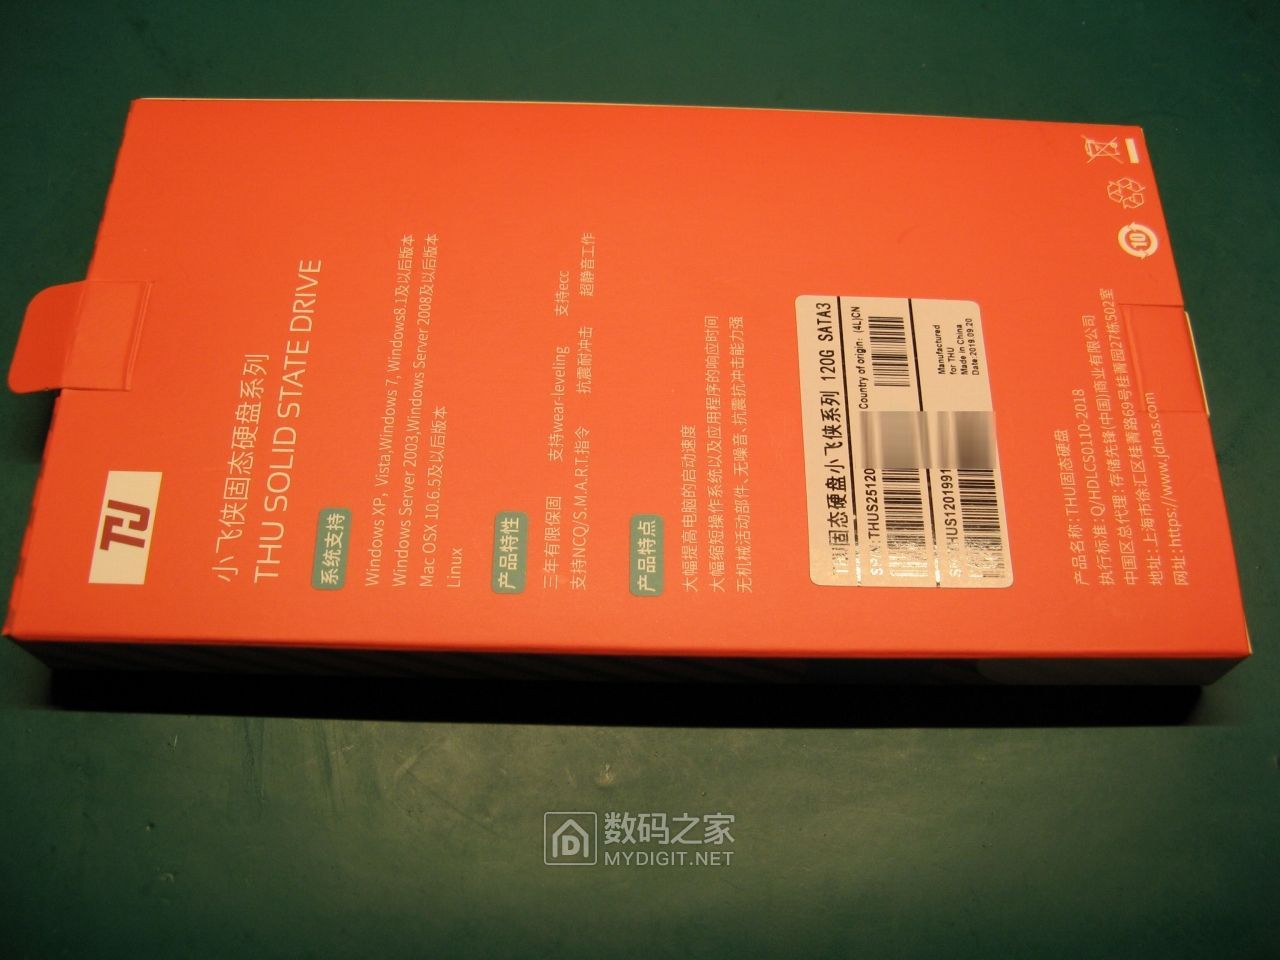 THU
小飞侠固态硬盘系列
THU SOLID STATE DRIVE
系统支持
Windows XP, Vista,Windows 7, Windows8.1及以后版本
Windows Server 2003,Windows Server 2008及以后版本
Mac OSX 10.6.5及以后版本
Linux
产品特性
三年有限保固 支持wear-leveling 支持ecc
支持NCQ/S.M.A.R.T.指令 抗震耐冲击 超静音工作
产品特点
大幅提高电脑的启动速度
大幅缩短操作系统以及应用程序的响应时间
无机械活动部件、无噪音、抗震抗冲击能力强
固态硬盘小飞侠系列 120G SATA3
THUS25120
Country of origin: (4L)CN
HUS1201991
Manufactured
for THU
Made in China
Date:2019.09.20
产品名称:THU固态硬盘
执行标准:Q/HDLCS0110-2018
中国区总代理:存储先锋(中国)商业有限公司
地址:上海市徐汇区桂菁路69号桂菁园27栋502室
网址:https://www.jdnas.com
10
数码之家
MYDIGIT.NET